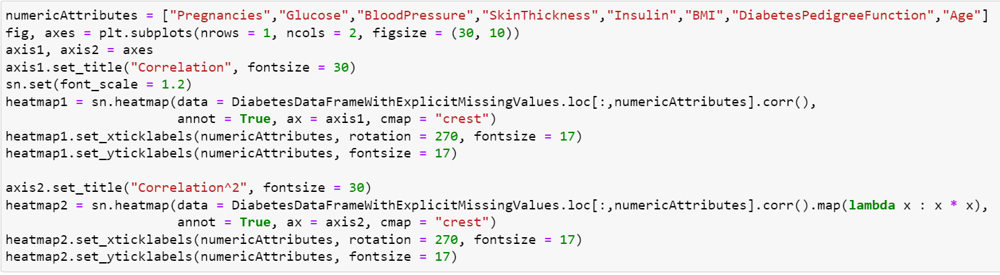 numericAttributes = ["Pregnancies","Glucose","BloodPressure","SkinThickness","Insulin","BMI","DiabetesPedigreeFunction","Age"]
fig, axes = plt.subplots(nrows = 1, ncols = 2, figsize = (30, 10))
axis1, axis2 = axes
axis1.set_title("Correlation", fontsize = 30)
sn.set(font_scale = 1.2)
heatmap1 = sn.heatmap(data = DiabetesDataFrameWithExplicitMissingValues.loc[:,numericAttributes].corr(),
                      annot = True, ax = axis1, cmap = "crest")
heatmap1.set_xticklabels(numericAttributes, rotation = 270, fontsize = 17)
heatmap1.set_yticklabels(numericAttributes, fontsize = 17)

axis2.set_title("Correlation^2", fontsize = 30)
heatmap2 = sn.heatmap(data = DiabetesDataFrameWithExplicitMissingValues.loc[:,numericAttributes].corr().map(lambda x : x * x),
                      annot = True, ax = axis2, cmap = "crest")
heatmap2.set_xticklabels(numericAttributes, rotation = 270, fontsize = 17)
heatmap2.set_yticklabels(numericAttributes, fontsize = 17)